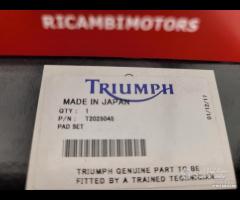 RICAMBIMOTORS
TRIUMPH
MADE IN JAPAN
QTY : 1
P/N : T2025045
PAD SET
01/12/17
TRIUMPH GENUINE PART TO BE
FITTED BY A TRAINED TECHNICIAN